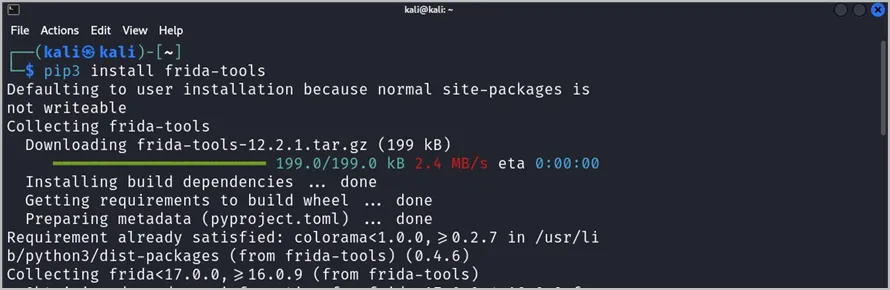 kali@kali: ~
File Actions Edit View Help
(kali㉿kali)-[~]
$ pip3 install frida-tools
Defaulting to user installation because normal site-packages is
not writeable
Collecting frida-tools
Downloading frida-tools-12.2.1.tar.gz (199 kB)
199.0/199.0 kB 2.4 MB/s eta 0:00:00
Installing build dependencies ... done
Getting requirements to build wheel ... done
Preparing metadata (pyproject.toml) ... done
Requirement already satisfied: colorama<1.0.0,>=0.2.7 in /usr/li
b/python3/dist-packages (from frida-tools) (0.4.6)
Collecting frida<17.0.0,>=16.0.9 (from frida-tools)